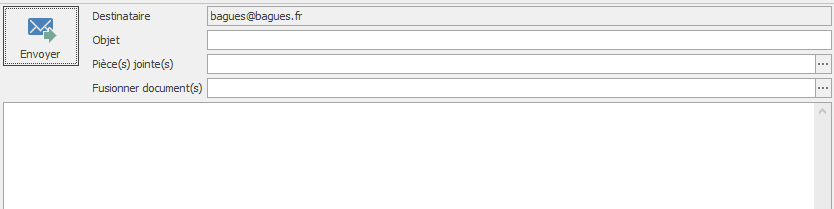 Destinataire bagues@bagues.fr
Objet
Envoyer
Pièce(s) jointe(s) ...
Fusionner document(s) ...